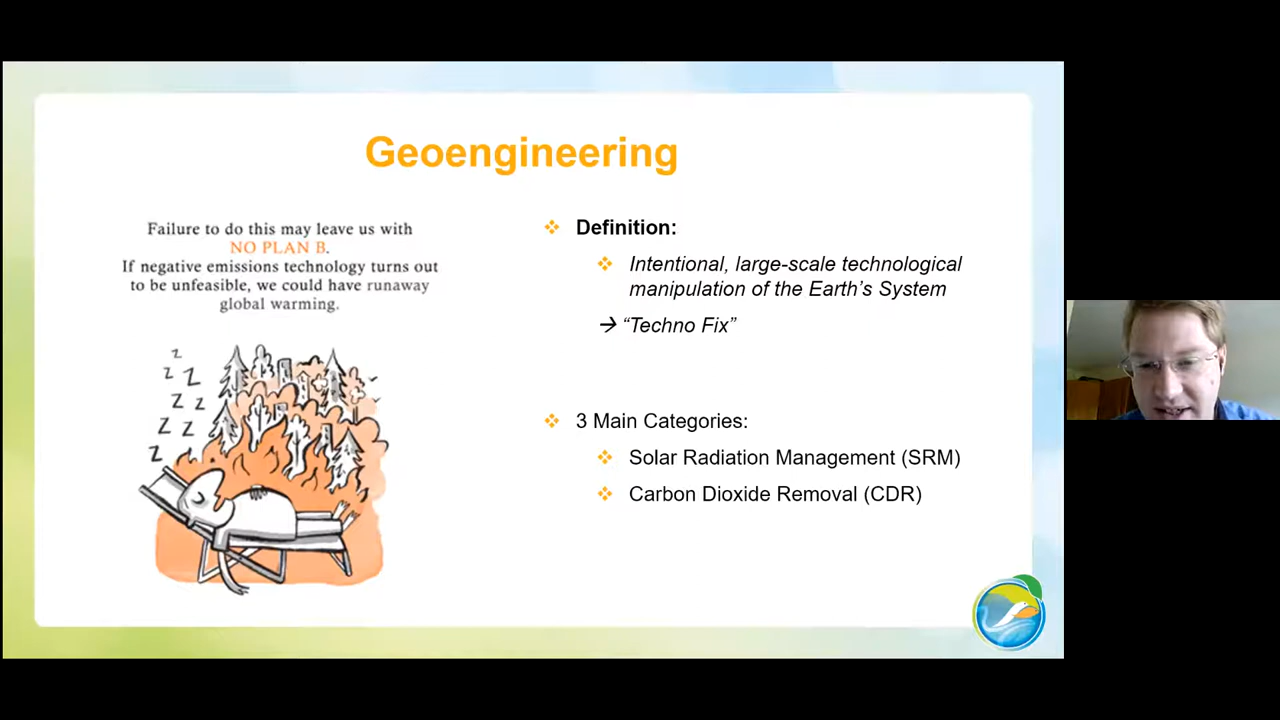 Geoengineering
Failure to do this may leave us with
NO PLAN B.
If negative emissions technology turns out
to be unfeasible, we could have runaway
global warming.
z
z
Z
Z
Z
Z
Z
Z
Definition:
Intentional, large-scale technological
manipulation of the Earth's System
→ “Techno Fix”
3 Main Categories:
Solar Radiation Management (SRM)
Carbon Dioxide Removal (CDR)